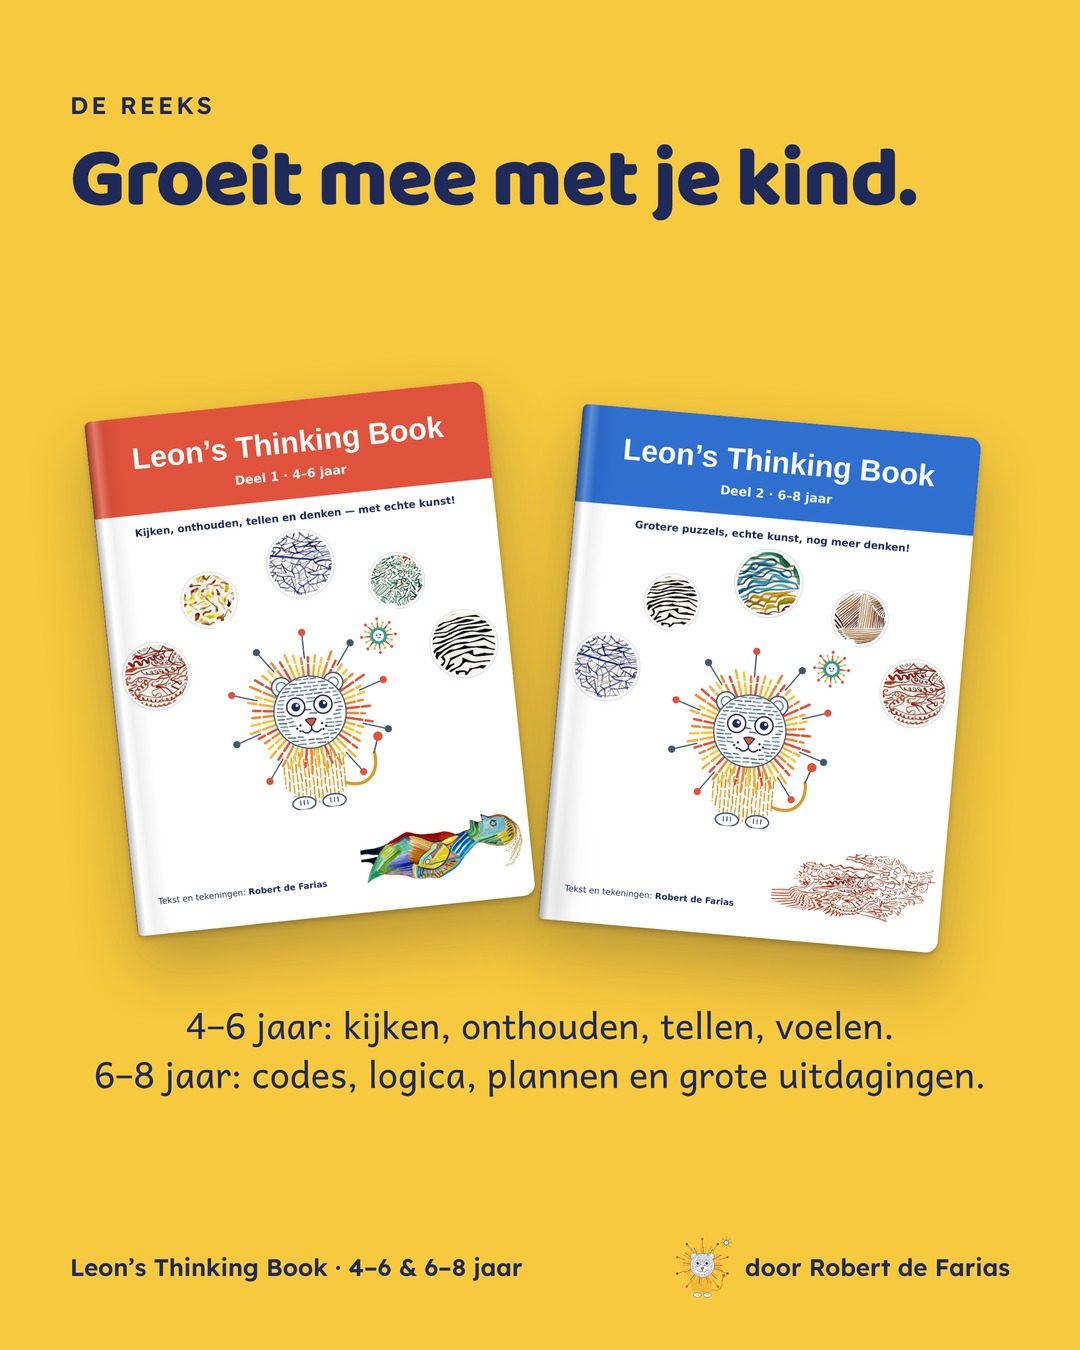 DE REEKS
Groeit mee met je kind.
Leon’s Thinking Book
Deel 1 · 4–6 jaar
Kijken, onthouden, tellen en denken — met echte kunst!
Tekst en tekeningen: Robert de Farias
Leon’s Thinking Book
Deel 2 · 6–8 jaar
Grotere puzzels, echte kunst, nog meer denken!
Tekst en tekeningen: Robert de Farias
4–6 jaar: kijken, onthouden, tellen, voelen.
6–8 jaar: codes, logica, plannen en grote uitdagingen.
Leon’s Thinking Book · 4–6 & 6–8 jaar
door Robert de Farias